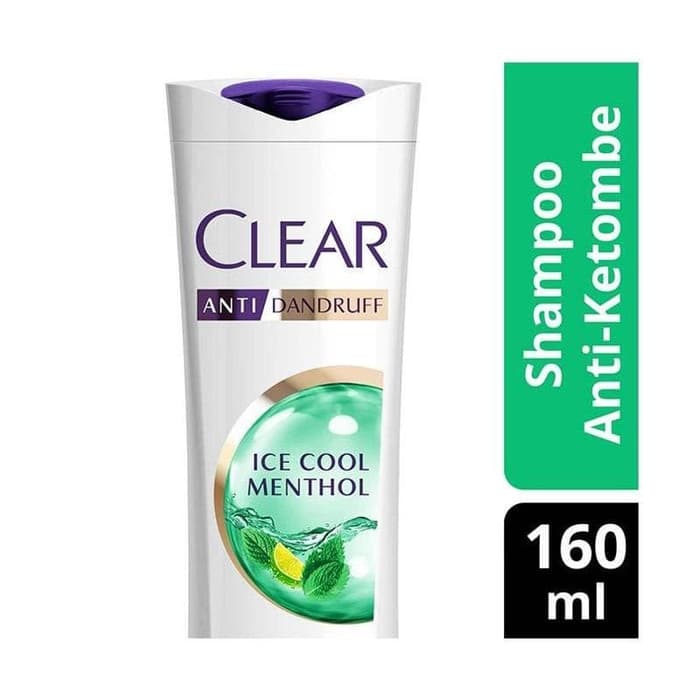 CLEAR
ANTI DANDRUFF
ICE COOL
MENTHOL
Shampoo
Anti-Ketombe
160
ml